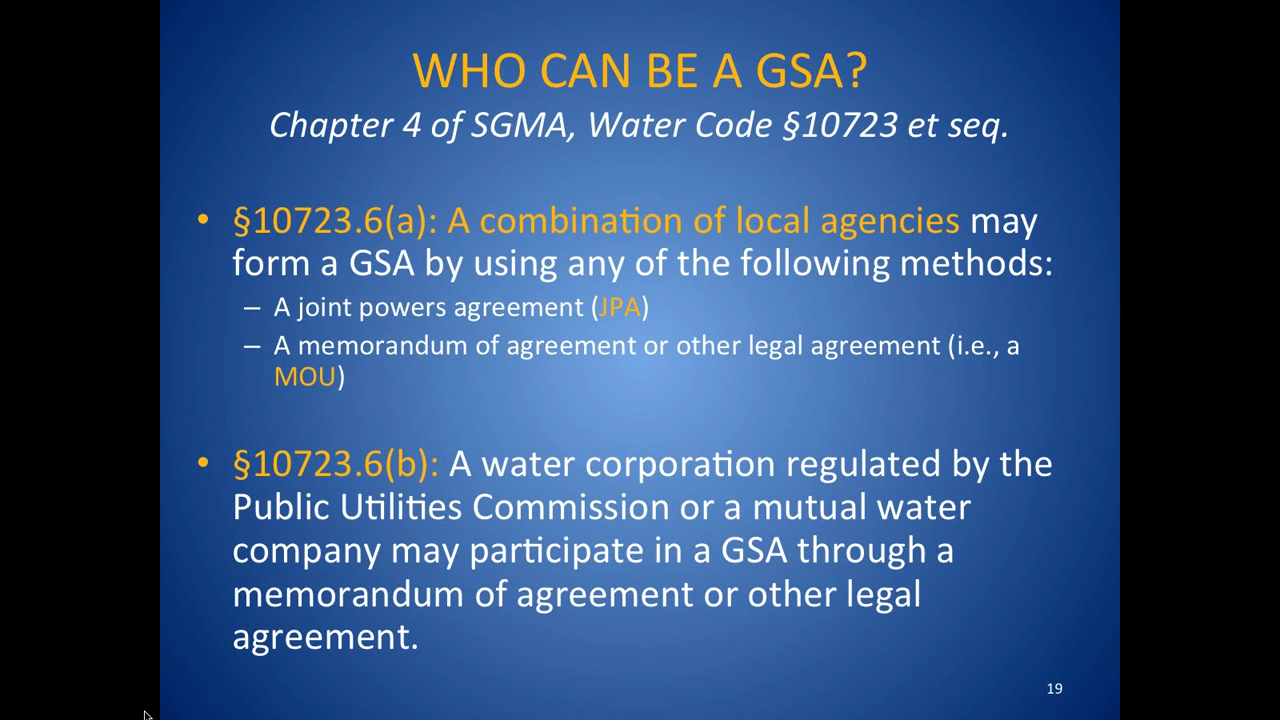 WHO CAN BE A GSA?
Chapter 4 of SGMA, Water Code §10723 et seq.
• §10723.6(a): A combination of local agencies may
form a GSA by using any of the following methods:
– A joint powers agreement (JPA)
– A memorandum of agreement or other legal agreement (i.e., a
MOU)
• §10723.6(b): A water corporation regulated by the
Public Utilities Commission or a mutual water
company may participate in a GSA through a
memorandum of agreement or other legal
agreement.
19